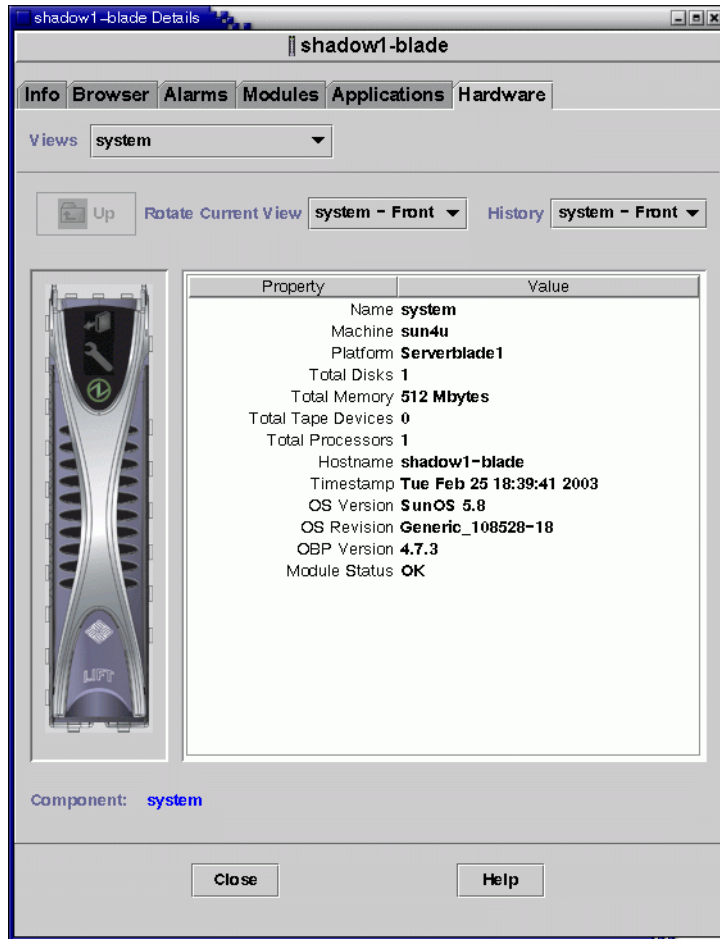 shadow1-blade Details
shadow1-blade
Info Browser Alarms Modules Applications Hardware
Views system
Up Rotate Current View system - Front History system - Front
Property Value
Name system
Machine sun4u
Platform Serverblade1
Total Disks 1
Total Memory 512 Mbytes
Total Tape Devices 0
Total Processors 1
Hostname shadow1-blade
Timestamp Tue Feb 25 18:39:41 2003
OS Version SunOS 5.8
OS Revision Generic_108528-18
OBP Version 4.7.3
Module Status OK
LIFT
Component: system
Close Help